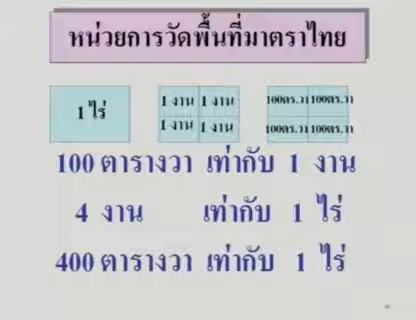 หน่วยการวัดพื้นที่มาตราไทย
1 ไร่
1 งาน 1 งาน
1 งาน 1 งาน
100ตร.วา 100ตร.วา
100ตร.วา 100ตร.วา
100 ตารางวา เท่ากับ 1 งาน
4 งาน เท่ากับ 1 ไร่
400 ตารางวา เท่ากับ 1 ไร่